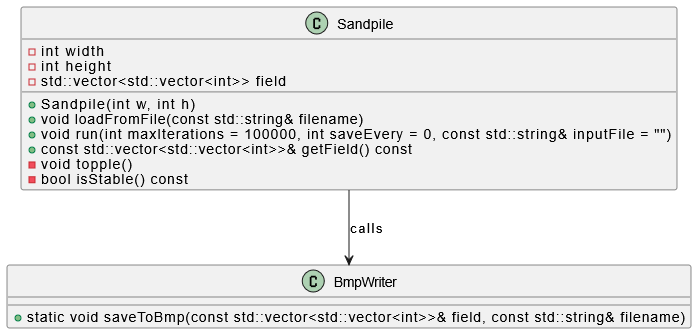 C Sandpile
int width
int height
std::vector<std::vector<int>> field
Sandpile(int w, int h)
void loadFromFile(const std::string& filename)
void run(int maxIterations = 100000, int saveEvery = 0, const std::string& inputFile = "")
const std::vector<std::vector<int>>& getField() const
void topple()
bool isStable() const
calls
C BmpWriter
static void saveToBmp(const std::vector<std::vector<int>>& field, const std::string& filename)